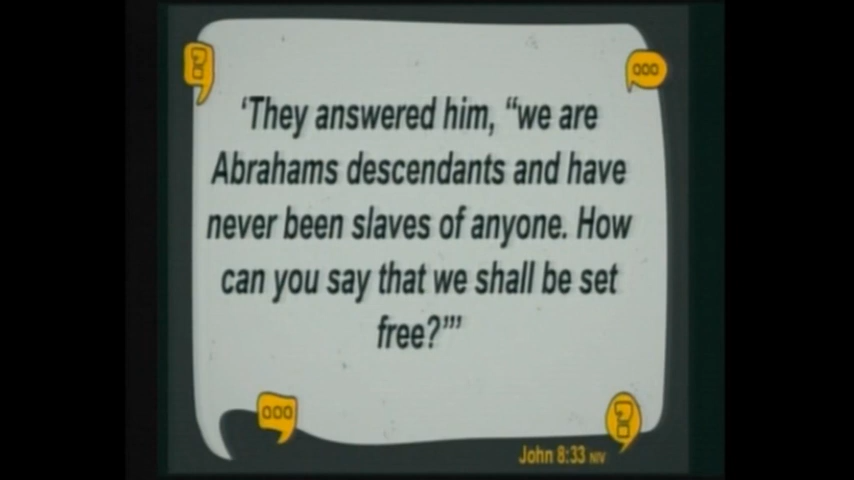 ‘They answered him, “we are
Abrahams descendants and have
never been slaves of anyone. How
can you say that we shall be set
free?”’
John 8:33 NIV